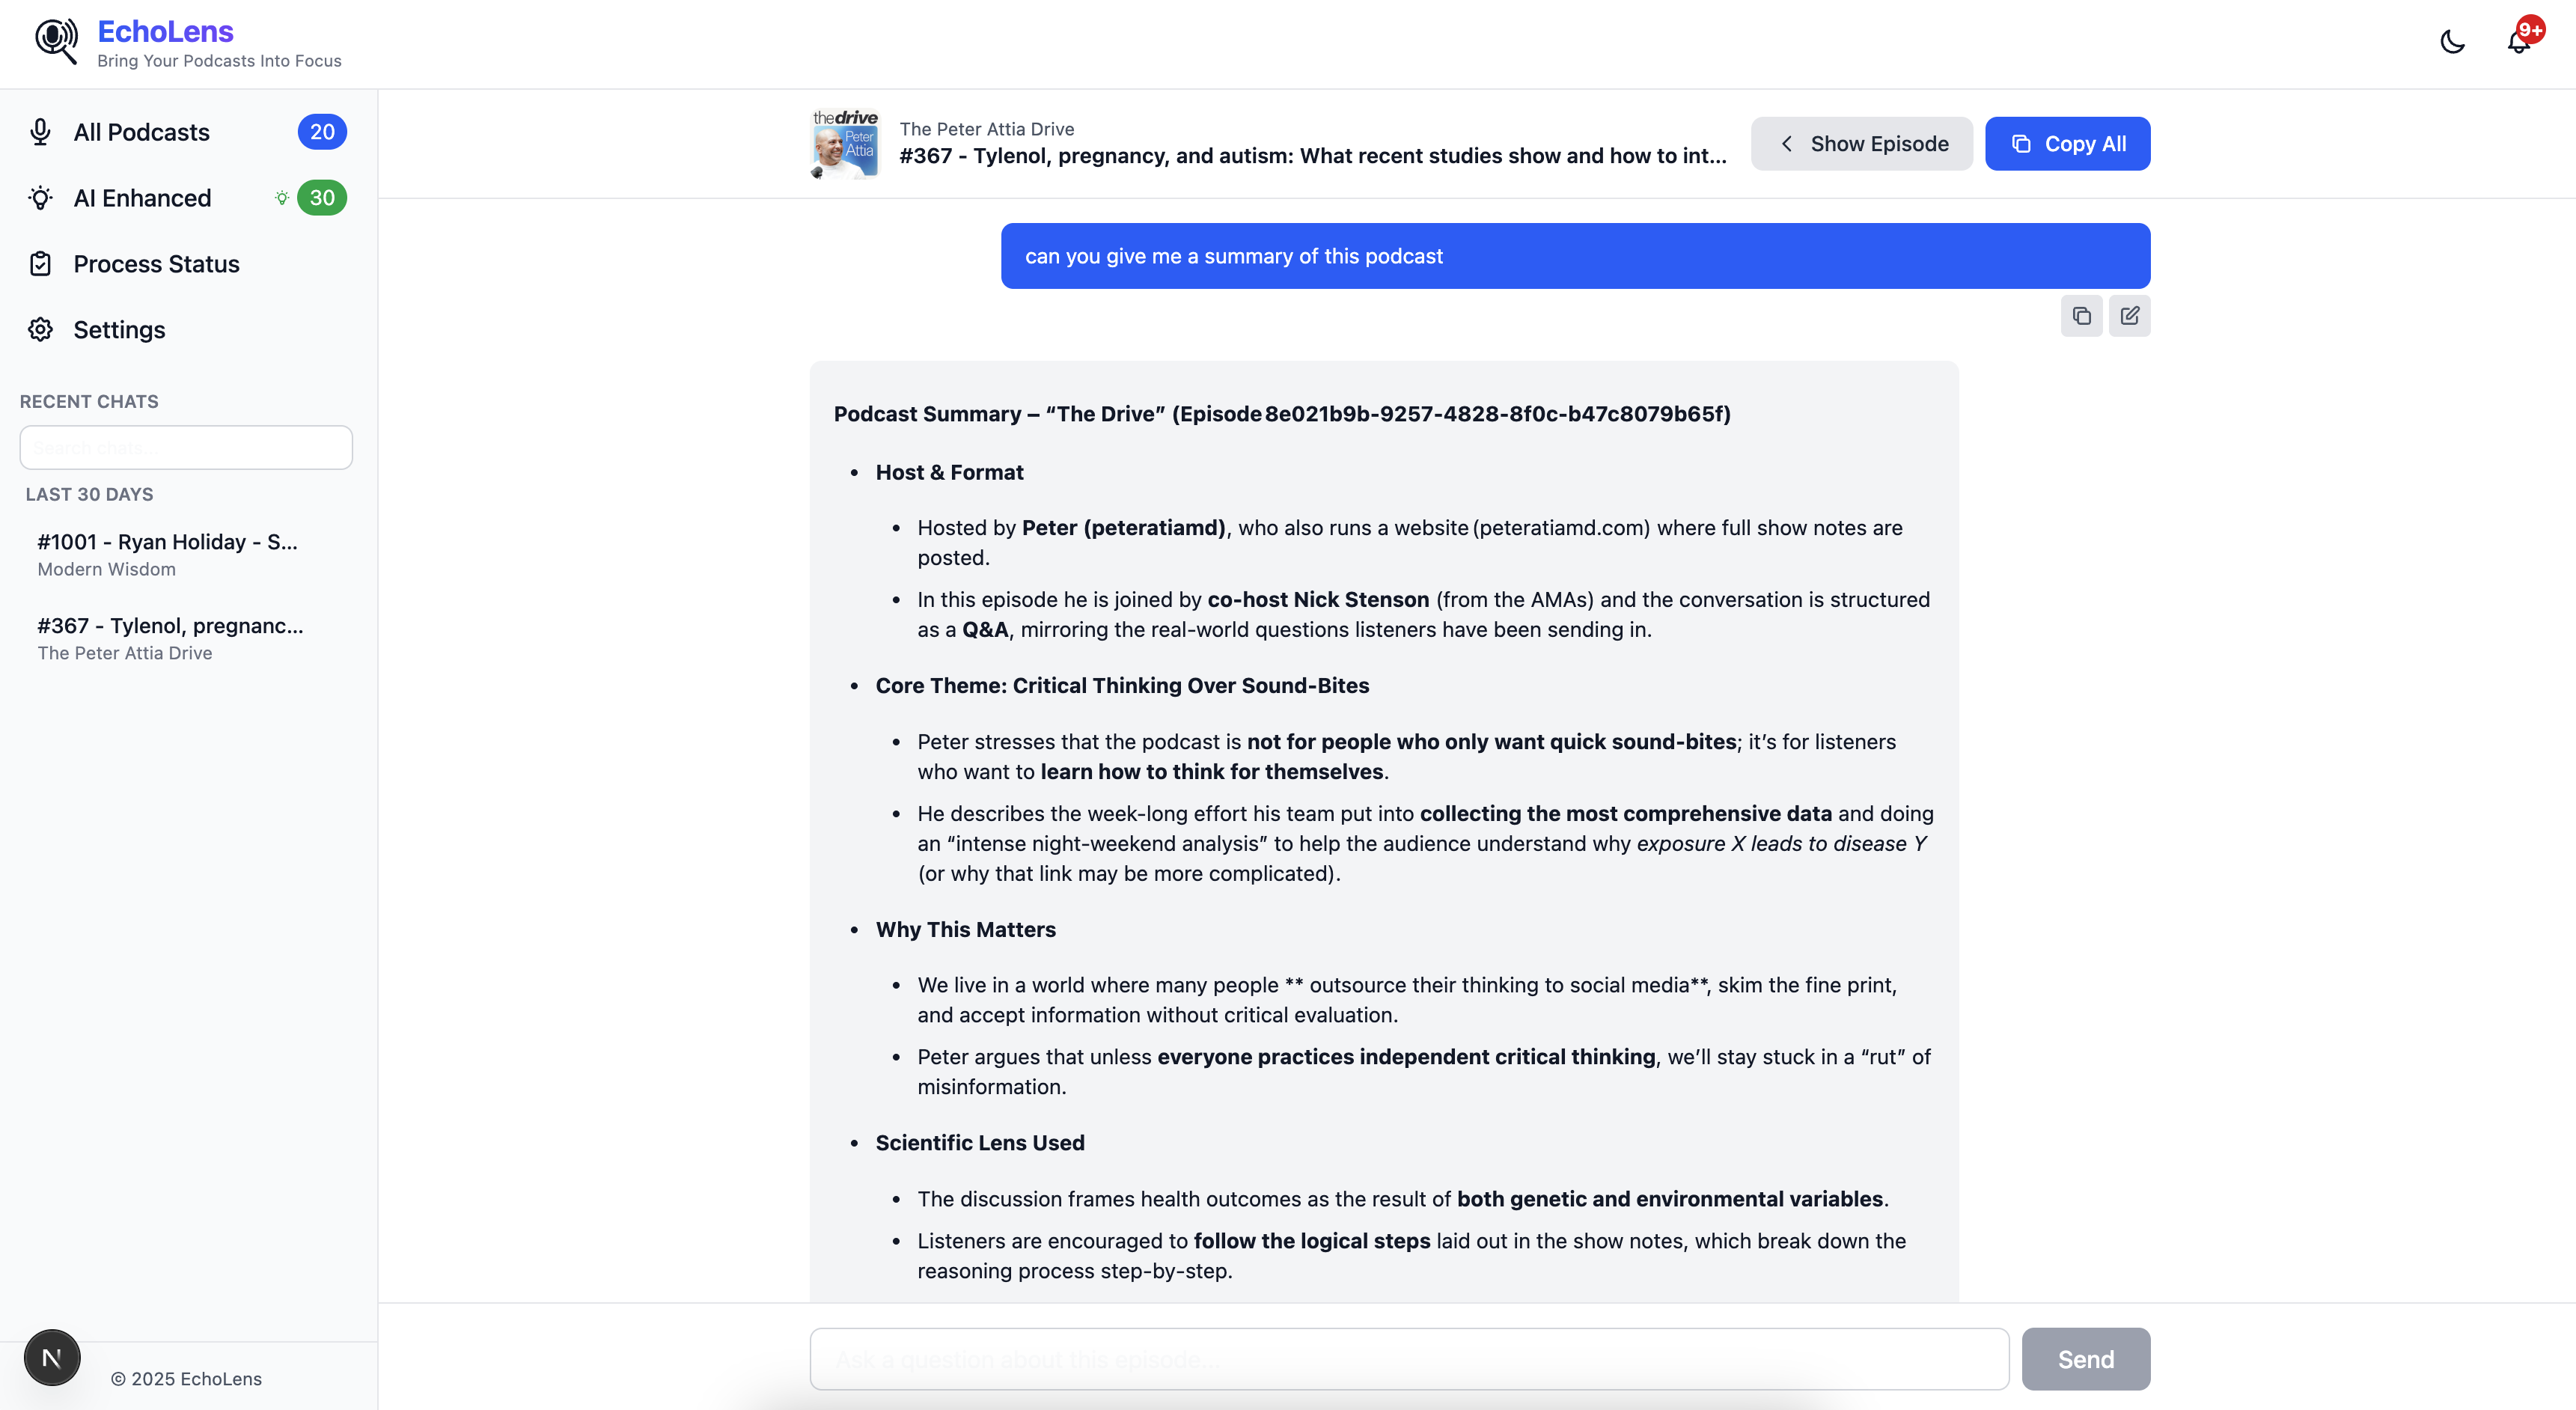 EchoLens
Bring Your Podcasts Into Focus
9+
All Podcasts
20
AI Enhanced
30
Process Status
Settings
RECENT CHATS
Search chats...
LAST 30 DAYS
#1001 - Ryan Holiday - S...
Modern Wisdom
#367 - Tylenol, pregnanc...
The Peter Attia Drive
N
© 2025 EchoLens
thedrive
Peter
Attia
The Peter Attia Drive
#367 - Tylenol, pregnancy, and autism: What recent studies show and how to int...
Show Episode
Copy All
can you give me a summary of this podcast
Podcast Summary – “The Drive” (Episode 8e021b9b-9257-4828-8f0c-b47c8079b65f)
• Host & Format
• Hosted by Peter (peteratiamd), who also runs a website (peteratiamd.com) where full show notes are
posted.
• In this episode he is joined by co-host Nick Stenson (from the AMAs) and the conversation is structured
as a Q&A, mirroring the real-world questions listeners have been sending in.
• Core Theme: Critical Thinking Over Sound-Bites
• Peter stresses that the podcast is not for people who only want quick sound-bites; it’s for listeners
who want to learn how to think for themselves.
• He describes the week-long effort his team put into collecting the most comprehensive data and doing
an “intense night-weekend analysis” to help the audience understand why exposure X leads to disease Y
(or why that link may be more complicated).
• Why This Matters
• We live in a world where many people ** outsource their thinking to social media**, skim the fine print,
and accept information without critical evaluation.
• Peter argues that unless everyone practices independent critical thinking, we’ll stay stuck in a “rut” of
misinformation.
• Scientific Lens Used
• The discussion frames health outcomes as the result of both genetic and environmental variables.
• Listeners are encouraged to follow the logical steps laid out in the show notes, which break down the
reasoning process step-by-step.
Ask a question about this episode...
Send